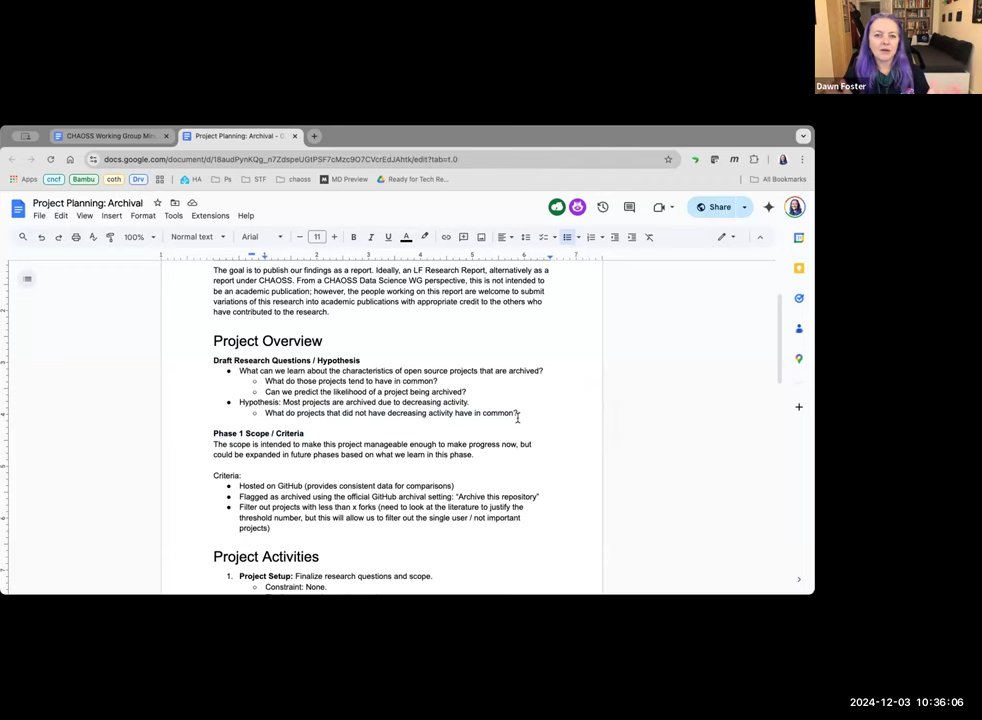 Dawn Foster
CHAOSS Working Group Min
Project Planning: Archival - G
docs.google.com/document/d/18audPynKQg_n7ZdspeUGtPSF7cMzc9O7CVcrEdJAhtk/edit?tab=t.0
Apps cncf Bambu coth Drv HA Ps STF chaoss MD Preview Ready for Tech Re... All Bookmarks
Project Planning: Archival
File Edit View Insert Format Tools Extensions Help
Share
100% Normal text Arial 11 B I U A
1 2 3 4 5 6 7
The goal is to publish our findings as a report. Ideally, an LF Research Report, alternatively as a
report under CHAOSS. From a CHAOSS Data Science WG perspective, this is not intended to
be an academic publication; however, the people working on this report are welcome to submit
variations of this research into academic publications with appropriate credit to the others who
have contributed to the research.
Project Overview
Draft Research Questions / Hypothesis
● What can we learn about the characteristics of open source projects that are archived?
○ What do those projects tend to have in common?
○ Can we predict the likelihood of a project being archived?
● Hypothesis: Most projects are archived due to decreasing activity.
○ What do projects that did not have decreasing activity have in common?
Phase 1 Scope / Criteria
The scope is intended to make this project manageable enough to make progress now, but
could be expanded in future phases based on what we learn in this phase.
Criteria:
● Hosted on GitHub (provides consistent data for comparisons)
● Flagged as archived using the official GitHub archival setting: “Archive this repository”
● Filter out projects with less than x forks (need to look at the literature to justify the
threshold number, but this will allow us to filter out the single user / not important
projects)
Project Activities
1. Project Setup: Finalize research questions and scope.
○ Constraint: None.
2024-12-03 10:36:06